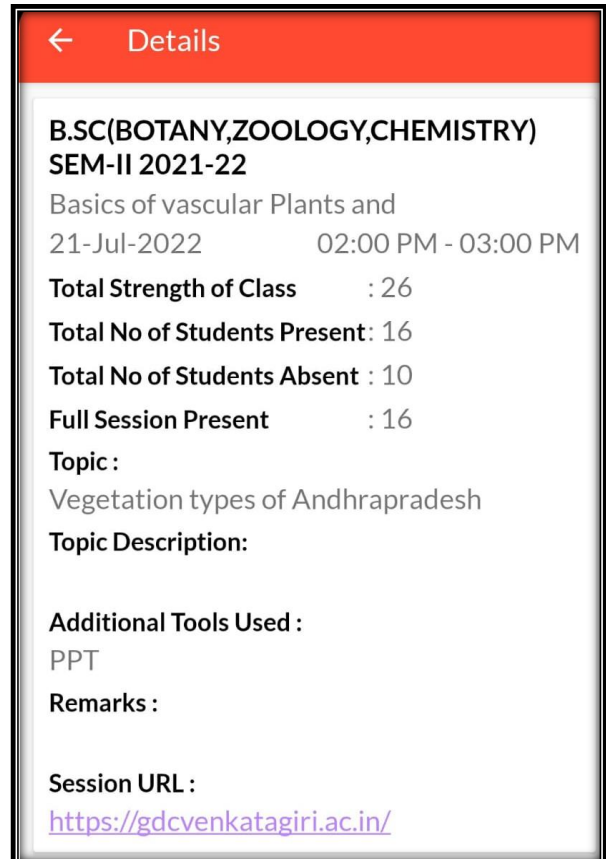 Details
B.SC(BOTANY,ZOOLOGY,CHEMISTRY)
SEM-II 2021-22
Basics of vascular Plants and
21-Jul-2022 02:00 PM - 03:00 PM
Total Strength of Class : 26
Total No of Students Present : 16
Total No of Students Absent : 10
Full Session Present : 16
Topic :
Vegetation types of Andhrapradesh
Topic Description:
Additional Tools Used :
PPT
Remarks :
Session URL :
https://gdcvenkatagiri.ac.in/